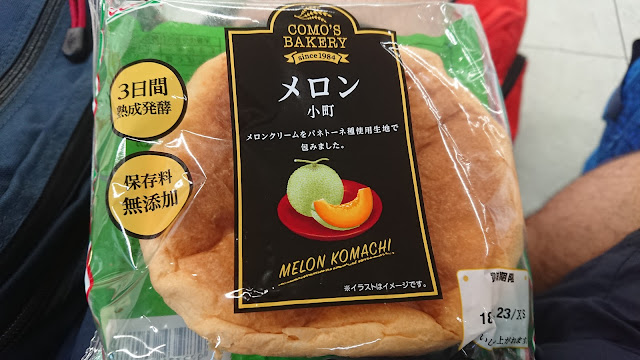 COMO'S
BAKERY
since1984
3日間
熟成発酵
メロン
小町
メロンクリームをパネトーネ種使用生地で
包みました。
保存料
無添加
MELON KOMACHI
※イラストはイメージです。